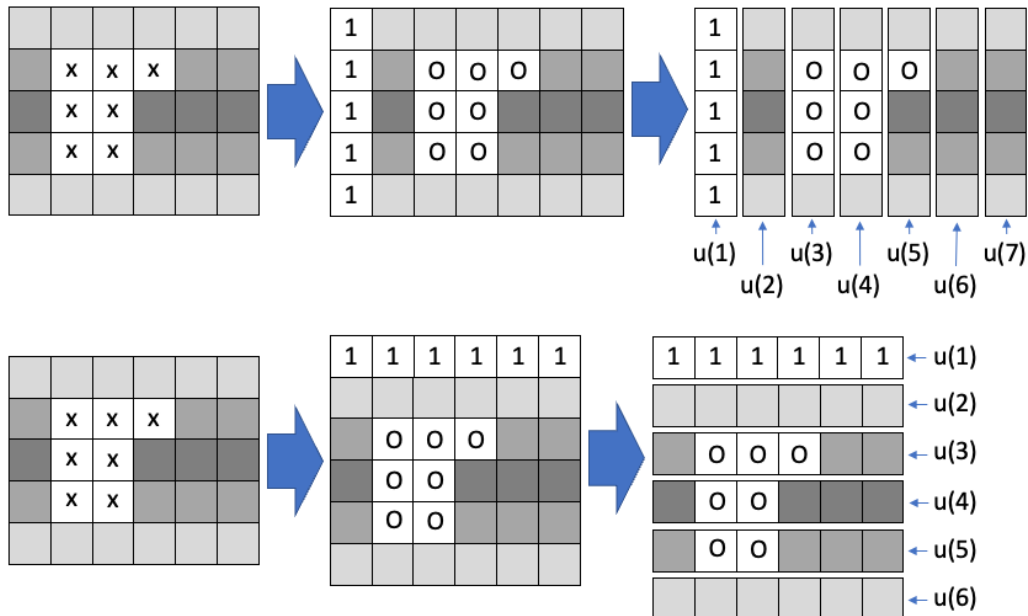 1 1
x x x 1 O O O 1 O O O
x x 1 O O 1 O O
x x 1 O O 1 O O
1 1
u(1) u(3) u(5) u(7)
u(2) u(4) u(6)
1 1 1 1 1 1 1 1 1 1 1 1 u(1)
u(2)
x x x O O O O O O u(3)
x x O O O O u(4)
x x O O O O u(5)
u(6)